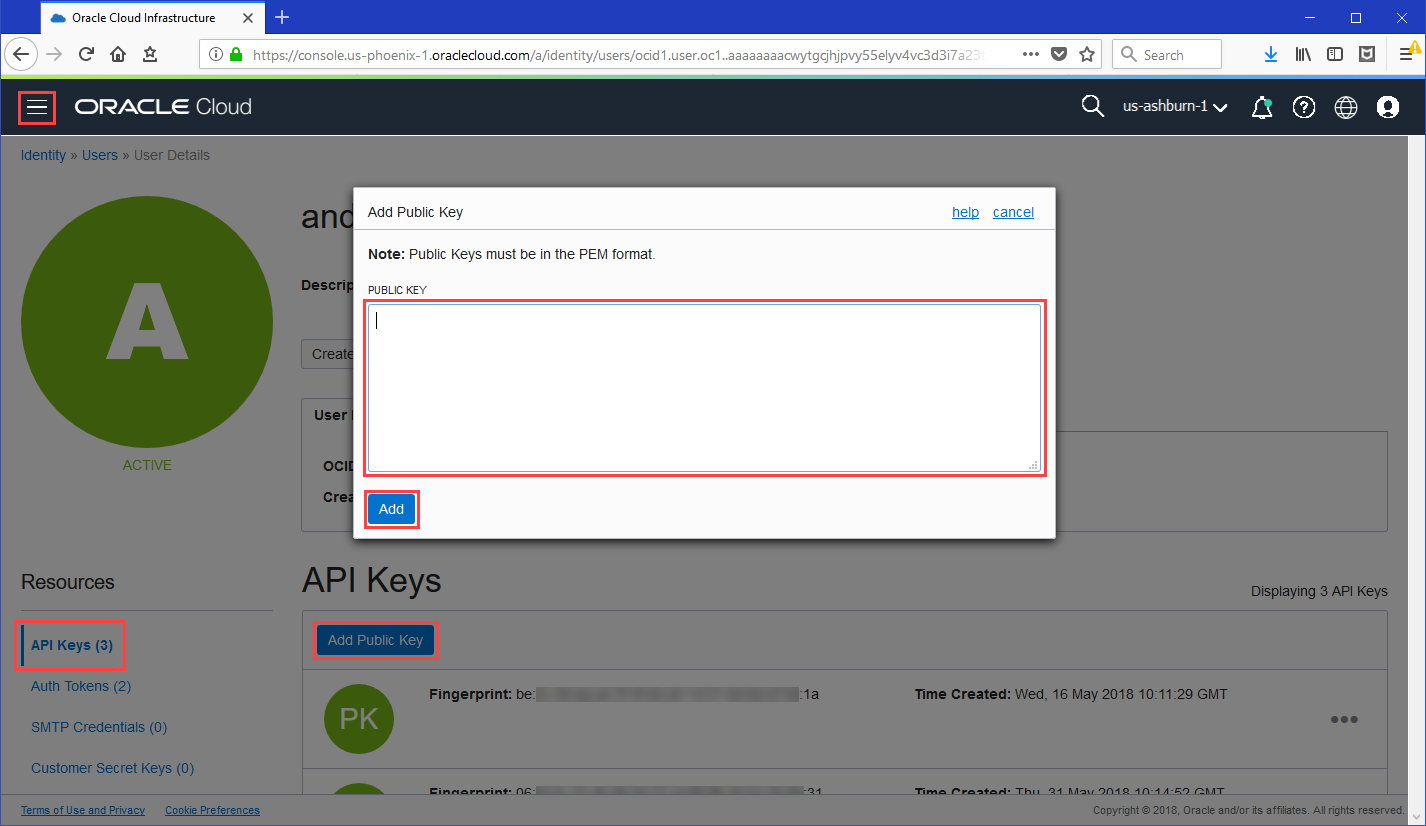 Oracle Cloud Infrastructure
https://console.us-phoenix-1.oraclecloud.com/a/identity/users/ocid1.user.oc1..aaaaaaaacwytgcjhjpvy55elyv4vc3d3i7a23
Search
ORACLE Cloud
us-ashburn-1
Identity » Users » User Details
A
ACTIVE
and
Descrip
Create
User
OCID
Crea
Add Public Key
help cancel
Note: Public Keys must be in the PEM format.
PUBLIC KEY
Add
Resources
API Keys (3)
Auth Tokens (2)
SMTP Credentials (0)
Customer Secret Keys (0)
API Keys
Displaying 3 API Keys
Add Public Key
PK
Fingerprint: be: :1a
Time Created: Wed, 16 May 2018 10:11:29 GMT
Fingerprint: 06: :31
Time Created: Thu, 31 May 2018 10:14:52 GMT
Terms of Use and Privacy Cookie Preferences
Copyright © 2018, Oracle and/or its affiliates. All rights reserved.